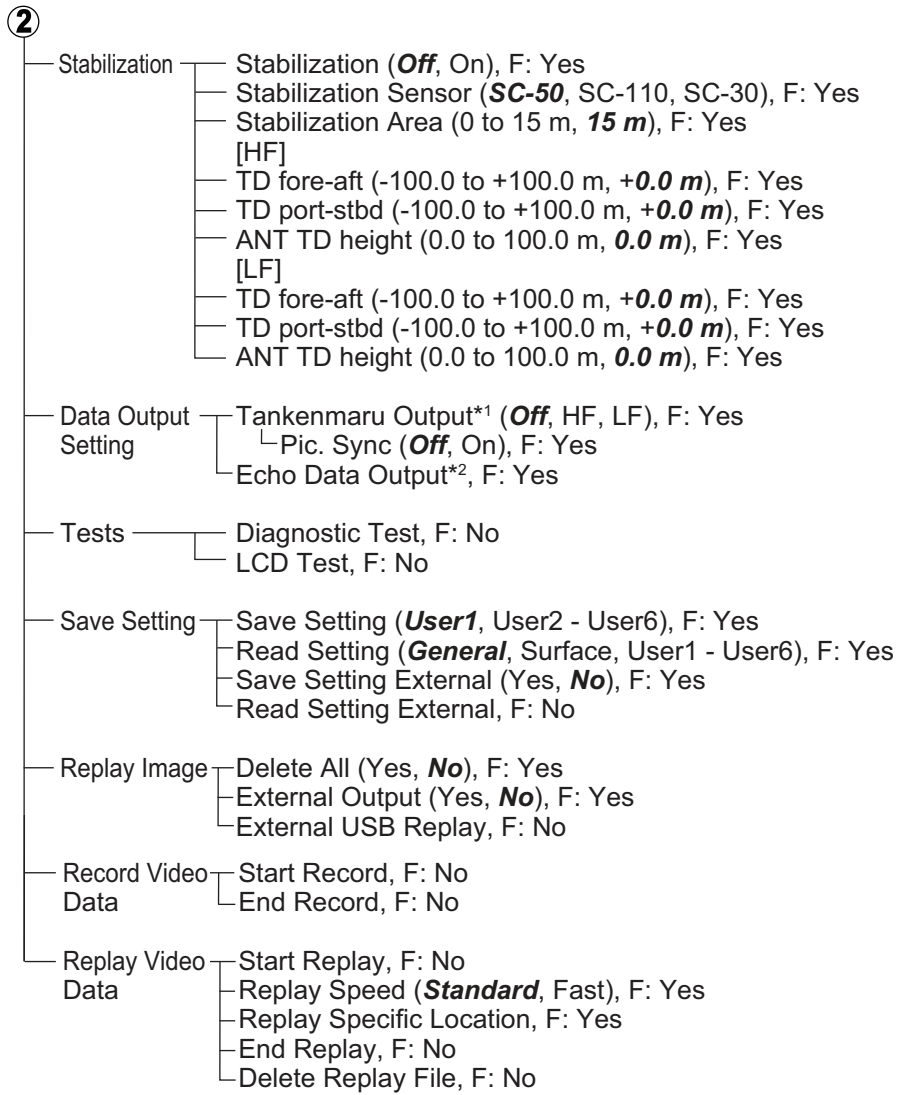 2
Stabilization
Stabilization (Off, On), F: Yes
Stabilization Sensor (SC-50, SC-110, SC-30), F: Yes
Stabilization Area (0 to 15 m, 15 m), F: Yes
[HF]
TD fore-aft (-100.0 to +100.0 m, +0.0 m), F: Yes
TD port-stbd (-100.0 to +100.0 m, +0.0 m), F: Yes
ANT TD height (0.0 to 100.0 m, 0.0 m), F: Yes
[LF]
TD fore-aft (-100.0 to +100.0 m, +0.0 m), F: Yes
TD port-stbd (-100.0 to +100.0 m, +0.0 m), F: Yes
ANT TD height (0.0 to 100.0 m, 0.0 m), F: Yes
Data Output
Setting
Tankenmaru Output*1 (Off, HF, LF), F: Yes
Pic. Sync (Off, On), F: Yes
Echo Data Output*2, F: Yes
Tests
Diagnostic Test, F: No
LCD Test, F: No
Save Setting
Save Setting (User1, User2 - User6), F: Yes
Read Setting (General, Surface, User1 - User6), F: Yes
Save Setting External (Yes, No), F: Yes
Read Setting External, F: No
Replay Image
Delete All (Yes, No), F: Yes
External Output (Yes, No), F: Yes
External USB Replay, F: No
Record Video
Data
Start Record, F: No
End Record, F: No
Replay Video
Data
Start Replay, F: No
Replay Speed (Standard, Fast), F: Yes
Replay Specific Location, F: Yes
End Replay, F: No
Delete Replay File, F: No